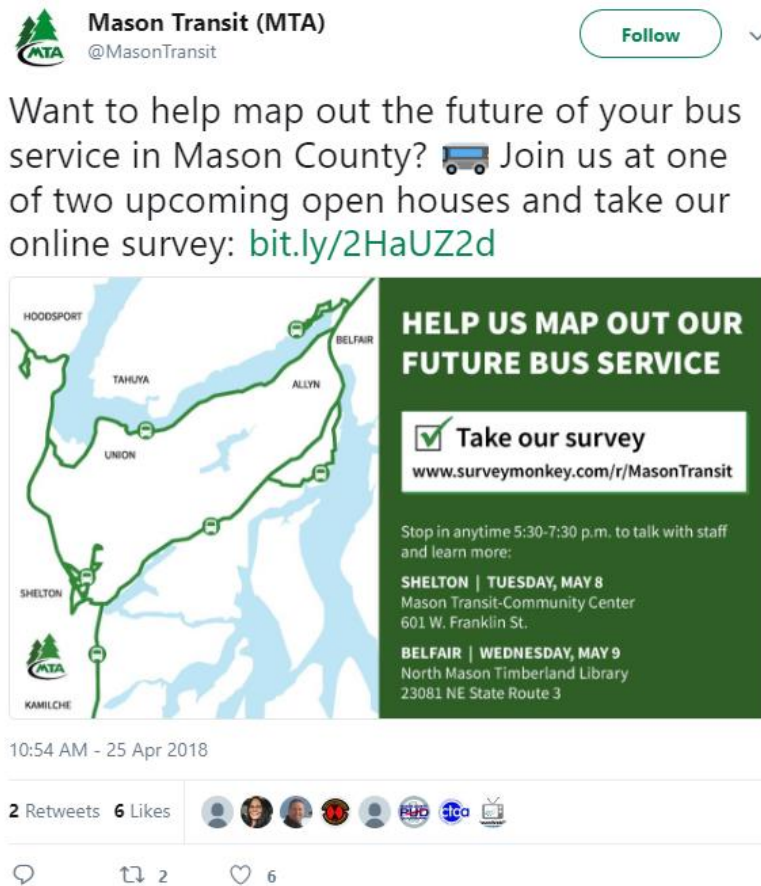 Mason Transit (MTA)
@MasonTransit
Follow
MTA
Want to help map out the future of your bus
service in Mason County? Join us at one
of two upcoming open houses and take our
online survey: bit.ly/2HaUZ2d
HOODSPORT
BELFAIR
TAHUYA
ALLYN
UNION
SHELTON
MTA
KAMILCHE
HELP US MAP OUT OUR
FUTURE BUS SERVICE
Take our survey
www.surveymonkey.com/r/MasonTransit
Stop in anytime 5:30-7:30 p.m. to talk with staff
and learn more:
SHELTON | TUESDAY, MAY 8
Mason Transit-Community Center
601 W. Franklin St.
BELFAIR | WEDNESDAY, MAY 9
North Mason Timberland Library
23081 NE State Route 3
10:54 AM - 25 Apr 2018
2 Retweets 6 Likes
PUD
ctca
2
6